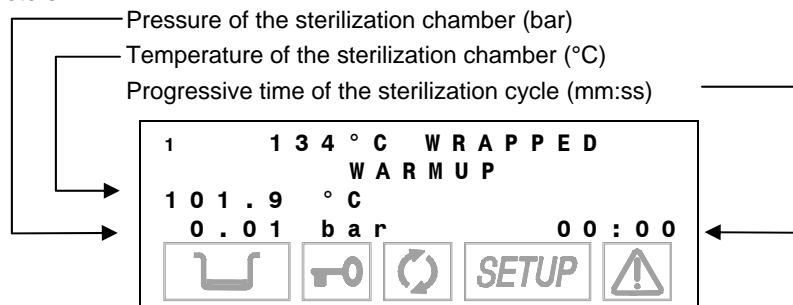 Pressure of the sterilization chamber (bar)
Temperature of the sterilization chamber (°C)
Progressive time of the sterilization cycle (mm:ss)
1 134°C WRAPPED
WARMUP
101.9 °C
0.01 bar 00:00
SETUP